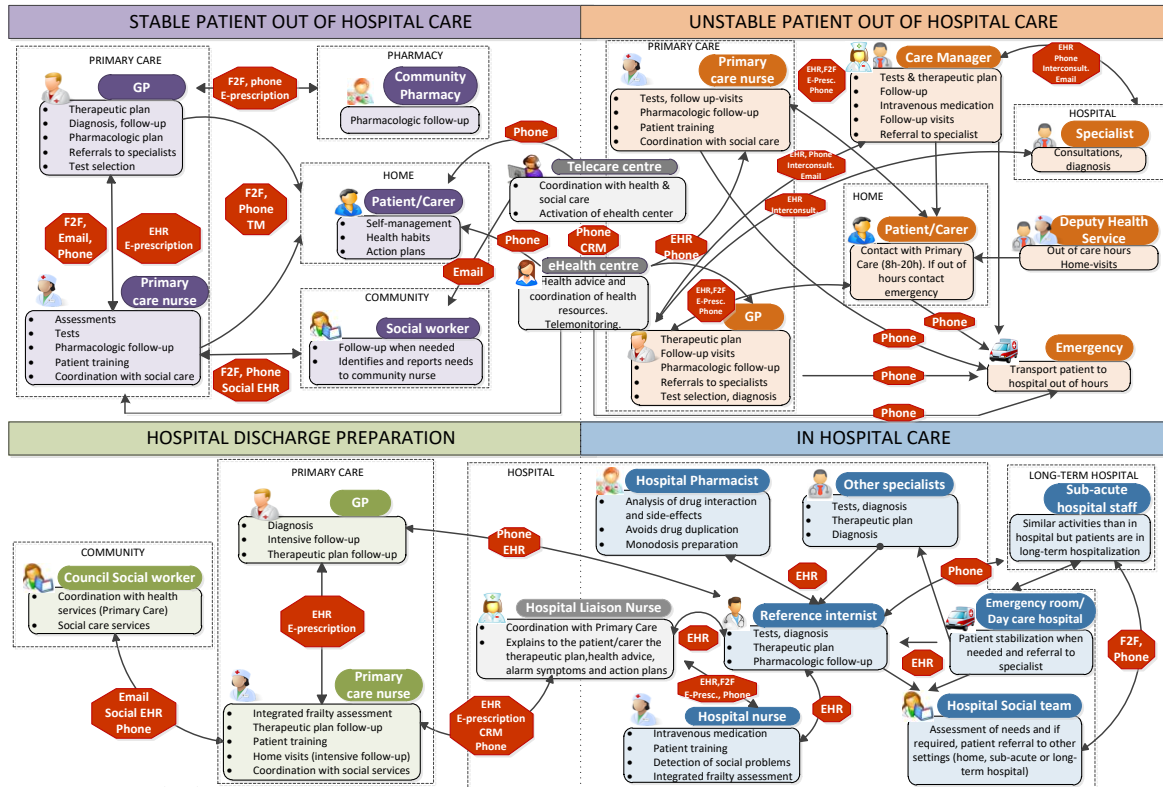 STABLE PATIENT OUT OF HOSPITAL CARE
PRIMARY CARE
GP
Therapeutic plan
Diagnosis, follow-up
Pharmacologic plan
Referrals to specialists
Test selection
F2F, phone
E-prescription
PHARMACY
Community
Pharmacy
Pharmacologic follow-up
Phone
Telecare centre
Coordination with health &
social care
Activation of ehealth center
HOME
Patient/Carer
Self-management
Health habits
Action plans
F2F,
Phone
TM
F2F,
Email,
Phone
EHR
E-prescription
Phone
Phone
CRM
Email
eHealth centre
Health advice and
coordination of health
resources.
Telemonitoring.
Primary
care nurse
Assessments
Tests
Pharmacologic follow-up
Patient training
Coordination with social care
COMMUNITY
Social worker
Follow-up when needed
Identifies and reports needs
to community nurse
F2F, Phone
Social EHR
UNSTABLE PATIENT OUT OF HOSPITAL CARE
PRIMARY CARE
Primary
care nurse
Tests, follow up-visits
Pharmacologic follow-up
Patient training
Coordination with social care
EHR,F2F
E-Presc.
Phone
Care Manager
Tests & therapeutic plan
Follow-up
Intravenous medication
Follow-up visits
Referral to specialist
EHR
Phone
Interconsult.
Email
HOSPITAL
Specialist
Consultations,
diagnosis
EHR, Phone
Interconsult.
Email
EHR
Interconsult.
EHR
Phone
HOME
Patient/Carer
Contact with Primary
Care (8h-20h). If out of
hours contact
emergency
Deputy Health
Service
Out of care hours
Home-visits
EHR,F2F
E-Presc.
Phone
GP
Therapeutic plan
Follow-up visits
Pharmacologic follow-up
Referrals to specialists
Test selection, diagnosis
Phone
Phone
Phone
Phone
Emergency
Transport patient to
hospital out of hours
HOSPITAL DISCHARGE PREPARATION
PRIMARY CARE
GP
Diagnosis
Intensive follow-up
Therapeutic plan follow-up
COMMUNITY
Council Social worker
Coordination with health
services (Primary Care)
Social care services
EHR
E-prescription
Email
Social EHR
Phone
Primary
care nurse
Integrated frailty assessment
Therapeutic plan follow-up
Patient training
Home visits (intensive follow-up)
Coordination with social services
HOSPITAL
Phone
EHR
Hospital Liaison Nurse
Coordination with Primary Care
Explains to the patient/carer the
therapeutic plan,health advice,
alarm symptoms and action plans
EHR
E-prescription
CRM
Phone
IN HOSPITAL CARE
Hospital Pharmacist
Analysis of drug interaction
and side-effects
Avoids drug duplication
Monodosis preparation
Other specialists
Tests, diagnosis
Therapeutic plan
Diagnosis
LONG-TERM HOSPITAL
Sub-acute
hospital staff
Similar activities than in
hospital but patients are in
long-term hospitalization
EHR
Phone
Reference internist
Tests, diagnosis
Therapeutic plan
Pharmacologic follow-up
EHR
Emergency room/
Day care hospital
Patient stabilization when
needed and referral to
specialist
EHR
F2F,
Phone
EHR,F2F
E-Presc., Phone
EHR
Hospital nurse
Intravenous medication
Patient training
Detection of social problems
Integrated frailty assessment
Hospital Social team
Assessment of needs and if
required, patient referral to other
settings (home, sub-acute or long-
term hospital)